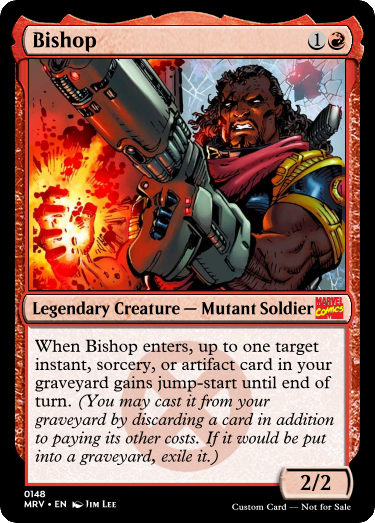 Bishop
1
Legendary Creature — Mutant Soldier
MARVEL
COMICS
When Bishop enters, up to one target
instant, sorcery, or artifact card in your
graveyard gains jump-start until end of
turn. (You may cast it from your
graveyard by discarding a card in addition
to paying its other costs. If it would be put
into a graveyard, exile it.)
2/2
0148
MRV • EN Jim Lee
Custom Card — Not for Sale